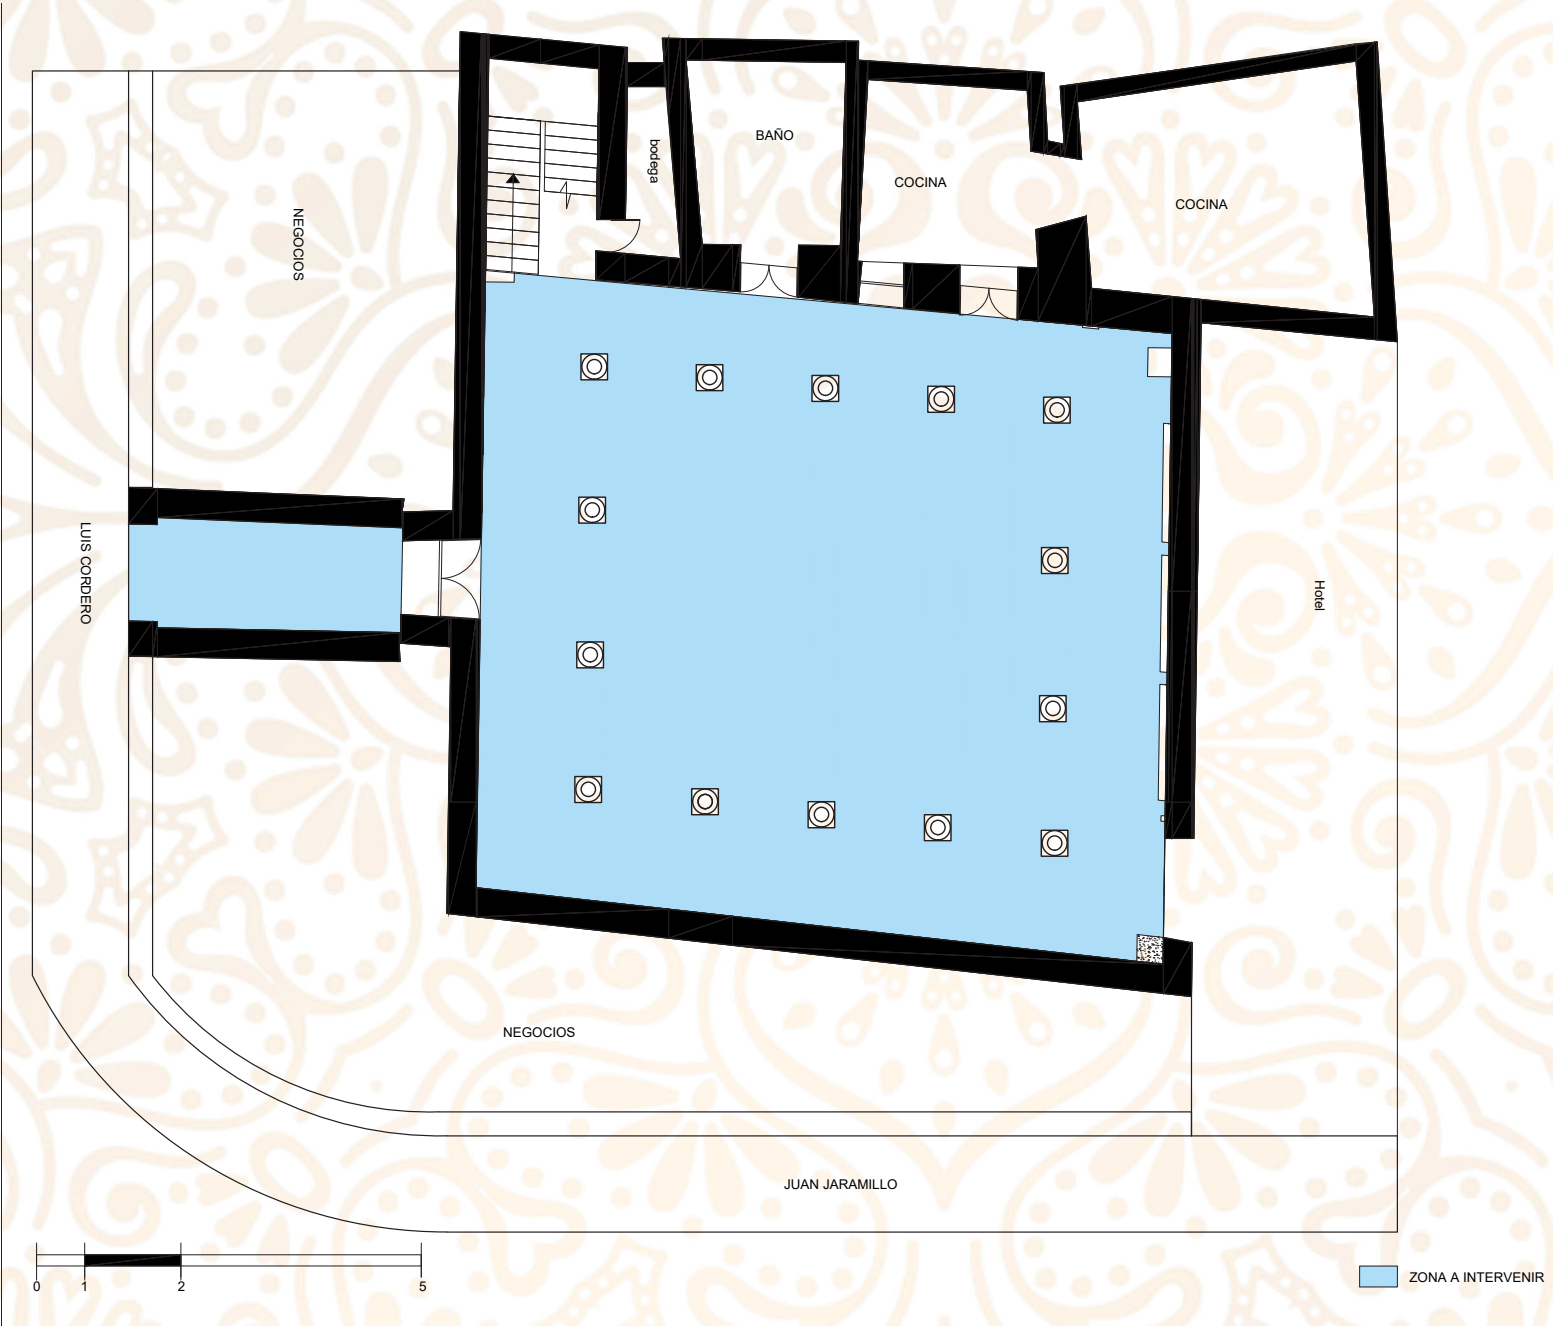 BAÑO
bodega
COCINA
COCINA
NEGOCIOS
LUIS CORDERO
Hotel
NEGOCIOS
JUAN JARAMILLO
0 1 2 5
ZONA A INTERVENIR